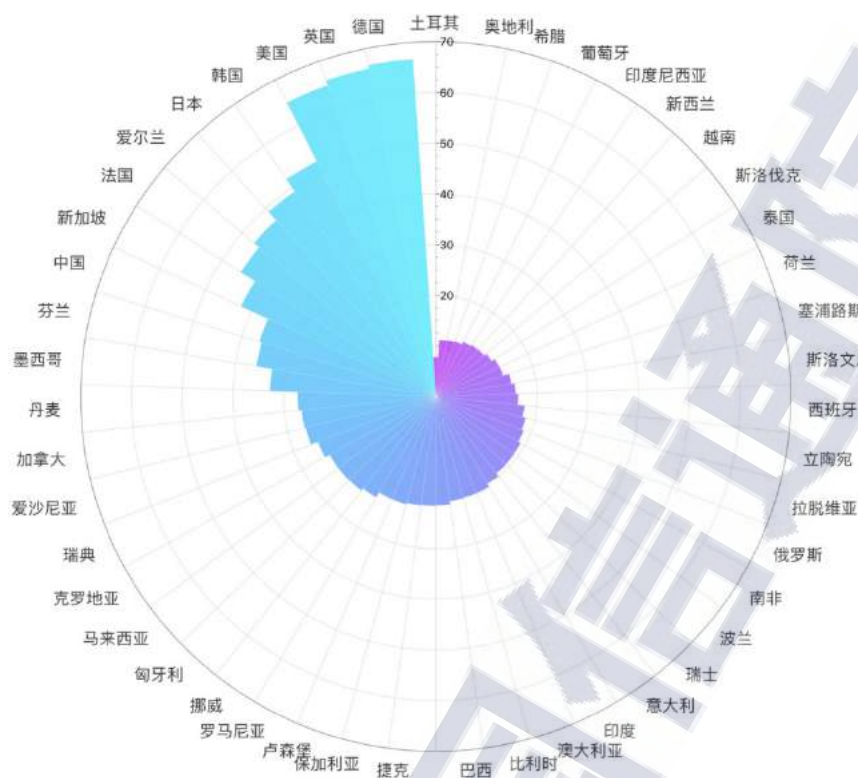 土耳其
奥地利
希腊
葡萄牙
印度尼西亚
新西兰
越南
斯洛伐克
泰国
荷兰
塞浦路斯
斯洛文
西班牙
立陶宛
拉脱维亚
俄罗斯
南非
波兰
瑞士
意大利
印度
澳大利亚
比利时
巴西
捷克
保加利亚
卢森堡
罗马尼亚
挪威
匈牙利
马来西亚
克罗地亚
瑞典
爱沙尼亚
加拿大
丹麦
墨西哥
芬兰
中国
新加坡
法国
爱尔兰
日本
韩国
美国
英国
德国
70
60
50
40
30
20
信通院